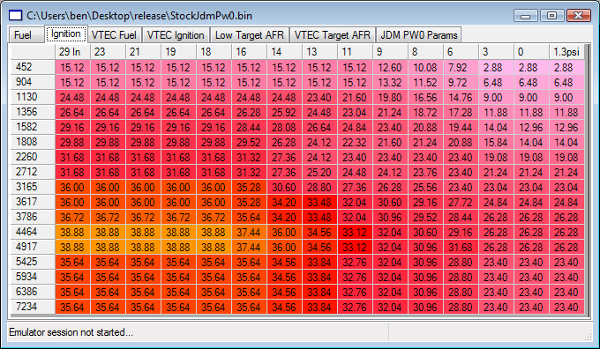 C:\Users\ben\Desktop\release\StockJdmPw0.bin
Fuel Ignition VTEC Fuel VTEC Ignition Low Target AFR VTEC Target AFR JDM PW0 Params
29 In 23 21 19 18 16 14 13 11 9 8 6 3 0 1.3psi
452 15.12 15.12 15.12 15.12 15.12 15.12 15.12 15.12 15.12 12.60 10.08 7.92 2.88 2.88 2.88
904 15.12 15.12 15.12 15.12 15.12 15.12 15.12 15.12 15.12 13.32 11.52 9.72 6.48 6.48 6.48
1130 24.48 24.48 24.48 24.48 24.48 24.48 24.48 23.40 21.60 19.80 16.56 14.76 9.00 9.00 9.00
1356 26.64 26.64 26.64 26.64 26.64 26.28 25.92 24.48 23.04 21.24 18.72 17.28 11.88 11.88 11.88
1582 29.16 29.16 29.16 29.16 28.44 28.08 26.64 24.84 23.40 20.88 19.44 14.04 12.96 12.96
1808 29.88 29.88 29.88 29.88 29.88 29.52 26.28 24.12 22.32 21.60 21.24 20.88 15.84 14.04 14.04
2260 31.68 31.68 31.68 31.68 31.68 31.32 27.36 24.12 23.40 23.40 23.40 23.40 19.08 19.08 19.08
2712 31.68 31.68 31.68 31.68 31.68 31.32 27.36 25.20 24.48 24.12 23.76 23.40 21.24 21.24 21.24
3165 36.00 36.00 36.00 36.00 36.00 35.28 30.60 28.80 27.36 26.28 25.56 23.40 23.04 23.04 23.04
3617 36.00 36.00 36.00 36.00 36.00 35.28 34.20 33.48 32.04 30.60 29.16 27.72 24.84 24.84 24.84
3786 36.72 36.72 36.72 36.72 36.72 35.64 34.20 33.48 32.04 30.96 29.52 28.44 26.28 26.28 26.28
4464 38.88 38.88 38.88 38.88 38.88 37.44 36.00 34.56 33.12 32.04 30.60 29.16 26.28 26.28 26.28
4917 38.88 38.88 38.88 38.88 38.88 37.44 36.00 34.56 33.12 32.04 30.96 31.68 26.28 26.28 26.28
5425 35.64 35.64 35.64 35.64 35.64 35.64 34.56 33.84 32.76 32.04 30.96 28.80 23.40 23.40 23.40
5934 35.64 35.64 35.64 35.64 35.64 35.64 34.56 33.84 32.76 32.04 30.96 28.80 23.40 23.40 23.40
6386 35.64 35.64 35.64 35.64 35.64 35.64 34.56 33.84 32.76 32.04 30.96 28.80 23.40 23.40 23.40
7234 35.64 35.64 35.64 35.64 35.64 35.64 34.56 33.84 32.76 32.04 30.96 28.80 23.40 23.40 23.40
Emulator session not started...